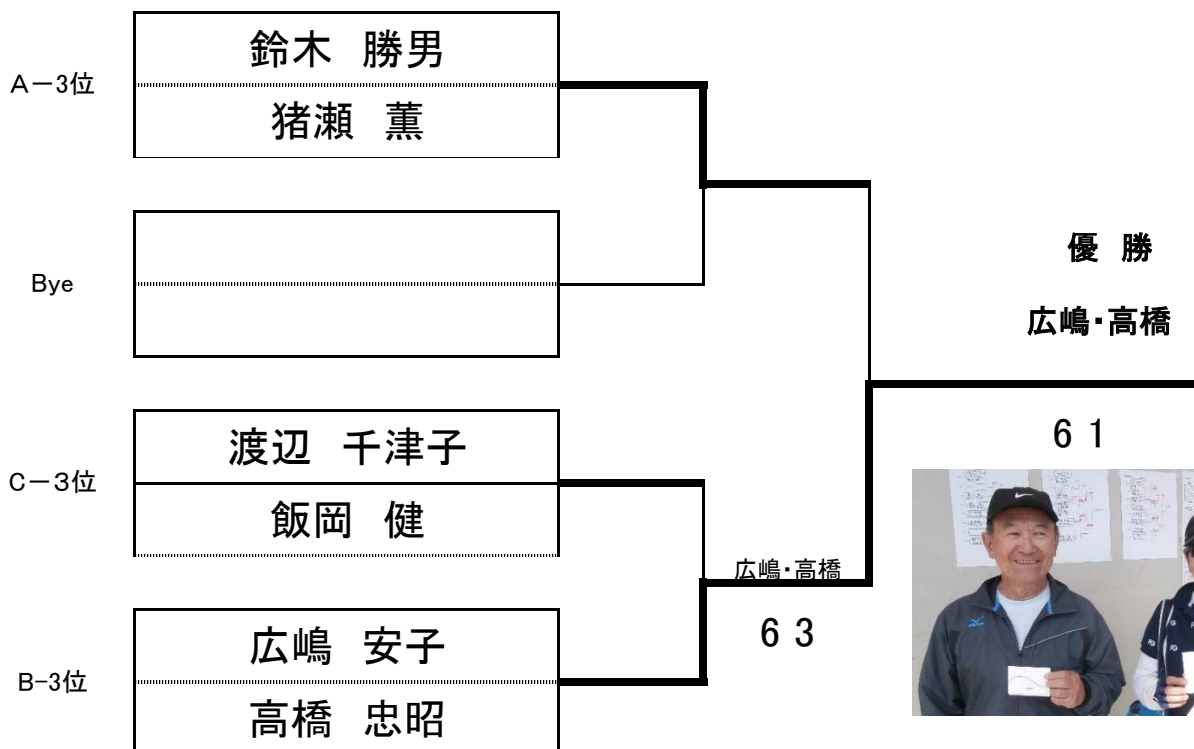 A－3位
鈴木　勝男
猪瀬　薫
Bye
優 勝
広嶋・高橋
6 1
C－3位
渡辺　千津子
飯岡　健
広嶋・高橋
6 3
B-3位
広嶋　安子
高橋　忠昭